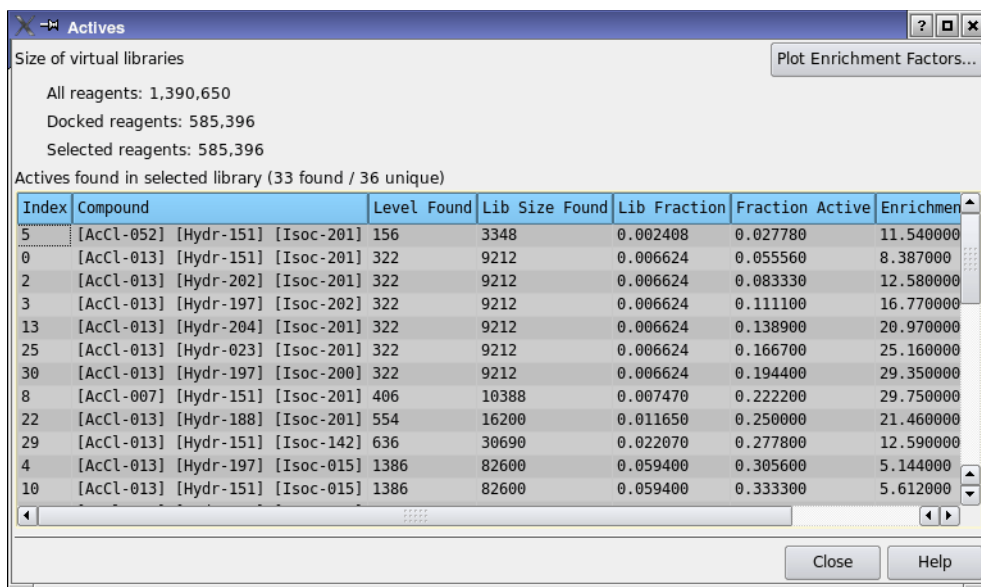 Actives
Size of virtual libraries
Plot Enrichment Factors...
All reagents: 1,390,650
Docked reagents: 585,396
Selected reagents: 585,396
Actives found in selected library (33 found / 36 unique)
Index Compound Level Found Lib Size Found Lib Fraction Fraction Active Enrichmen
5 [AcCl-052] [Hydr-151] [Isoc-201] 156 3348 0.002408 0.027780 11.540000
0 [AcCl-013] [Hydr-151] [Isoc-201] 322 9212 0.006624 0.055560 8.387000
2 [AcCl-013] [Hydr-202] [Isoc-201] 322 9212 0.006624 0.083330 12.580000
3 [AcCl-013] [Hydr-197] [Isoc-202] 322 9212 0.006624 0.111100 16.770000
13 [AcCl-013] [Hydr-204] [Isoc-201] 322 9212 0.006624 0.138900 20.970000
25 [AcCl-013] [Hydr-023] [Isoc-201] 322 9212 0.006624 0.166700 25.160000
30 [AcCl-013] [Hydr-197] [Isoc-200] 322 9212 0.006624 0.194400 29.350000
8 [AcCl-007] [Hydr-151] [Isoc-201] 406 10388 0.007470 0.222200 29.750000
22 [AcCl-013] [Hydr-188] [Isoc-201] 554 16200 0.011650 0.250000 21.460000
29 [AcCl-013] [Hydr-151] [Isoc-142] 636 30690 0.022070 0.277800 12.590000
4 [AcCl-013] [Hydr-197] [Isoc-015] 1386 82600 0.059400 0.305600 5.144000
10 [AcCl-013] [Hydr-151] [Isoc-015] 1386 82600 0.059400 0.333300 5.612000
Close Help